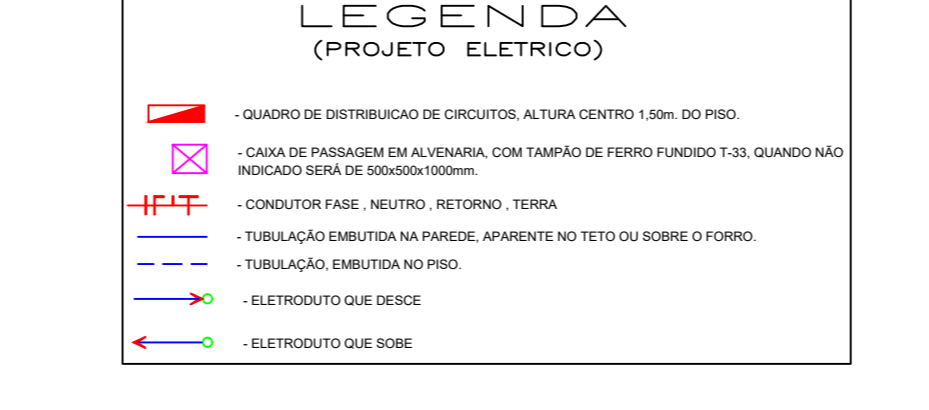 LEGENDA
(PROJETO ELETRICO)
- QUADRO DE DISTRIBUICAO DE CIRCUITOS, ALTURA CENTRO 1,50m. DO PISO.
- CAIXA DE PASSAGEM EM ALVENARIA, COM TAMPÃO DE FERRO FUNDIDO T-33, QUANDO NÃO
INDICADO SERÁ DE 500x500x1000mm.
- CONDUTOR FASE , NEUTRO , RETORNO , TERRA
- TUBULAÇÃO EMBUTIDA NA PAREDE, APARENTE NO TETO OU SOBRE O FORRO.
- TUBULAÇÃO, EMBUTIDA NO PISO.
- ELETRODUTO QUE DESCE
- ELETRODUTO QUE SOBE